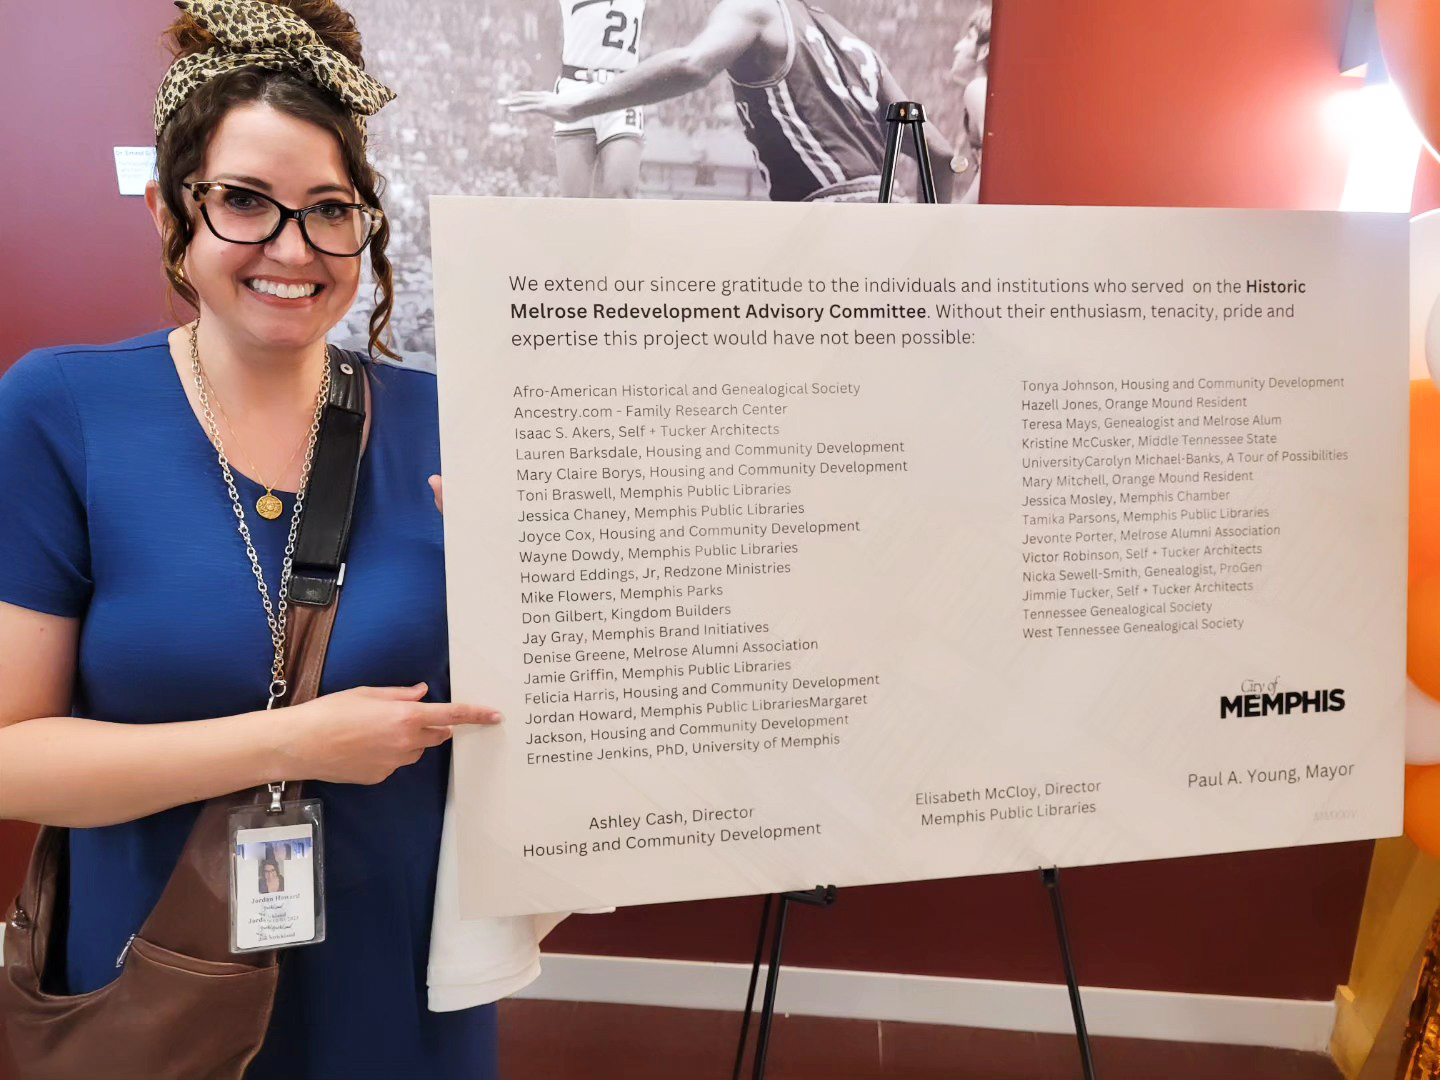 21
21
Dr. Ernest C.
We extend our sincere gratitude to the individuals and institutions who served on the Historic
Melrose Redevelopment Advisory Committee. Without their enthusiasm, tenacity, pride and
expertise this project would have not been possible:
Afro-American Historical and Genealogical Society
Ancestry.com - Family Research Center
Isaac S. Akers, Self + Tucker Architects
Lauren Barksdale, Housing and Community Development
Mary Claire Borys, Housing and Community Development
Toni Braswell, Memphis Public Libraries
Jessica Chaney, Memphis Public Libraries
Joyce Cox, Housing and Community Development
Wayne Dowdy, Memphis Public Libraries
Howard Eddings, Jr, Redzone Ministries
Mike Flowers, Memphis Parks
Don Gilbert, Kingdom Builders
Jay Gray, Memphis Brand Initiatives
Denise Greene, Melrose Alumni Association
Jamie Griffin, Memphis Public Libraries
Felicia Harris, Housing and Community Development
Jordan Howard, Memphis Public LibrariesMargaret
Jackson, Housing and Community Development
Ernestine Jenkins, PhD, University of Memphis
Tonya Johnson, Housing and Community Development
Hazell Jones, Orange Mound Resident
Teresa Mays, Genealogist and Melrose Alum
Kristine McCusker, Middle Tennessee State
UniversityCarolyn Michael-Banks, A Tour of Possibilities
Mary Mitchell, Orange Mound Resident
Jessica Mosley, Memphis Chamber
Tamika Parsons, Memphis Public Libraries
Jevonte Porter, Melrose Alumni Association
Victor Robinson, Self + Tucker Architects
Nicka Sewell-Smith, Genealogist, ProGen
Jimmie Tucker, Self + Tucker Architects
Tennessee Genealogical Society
West Tennessee Genealogical Society
City of
MEMPHIS
Ashley Cash, Director
Housing and Community Development
Elisabeth McCloy, Director
Memphis Public Libraries
Paul A. Young, Mayor
Jordan Howard